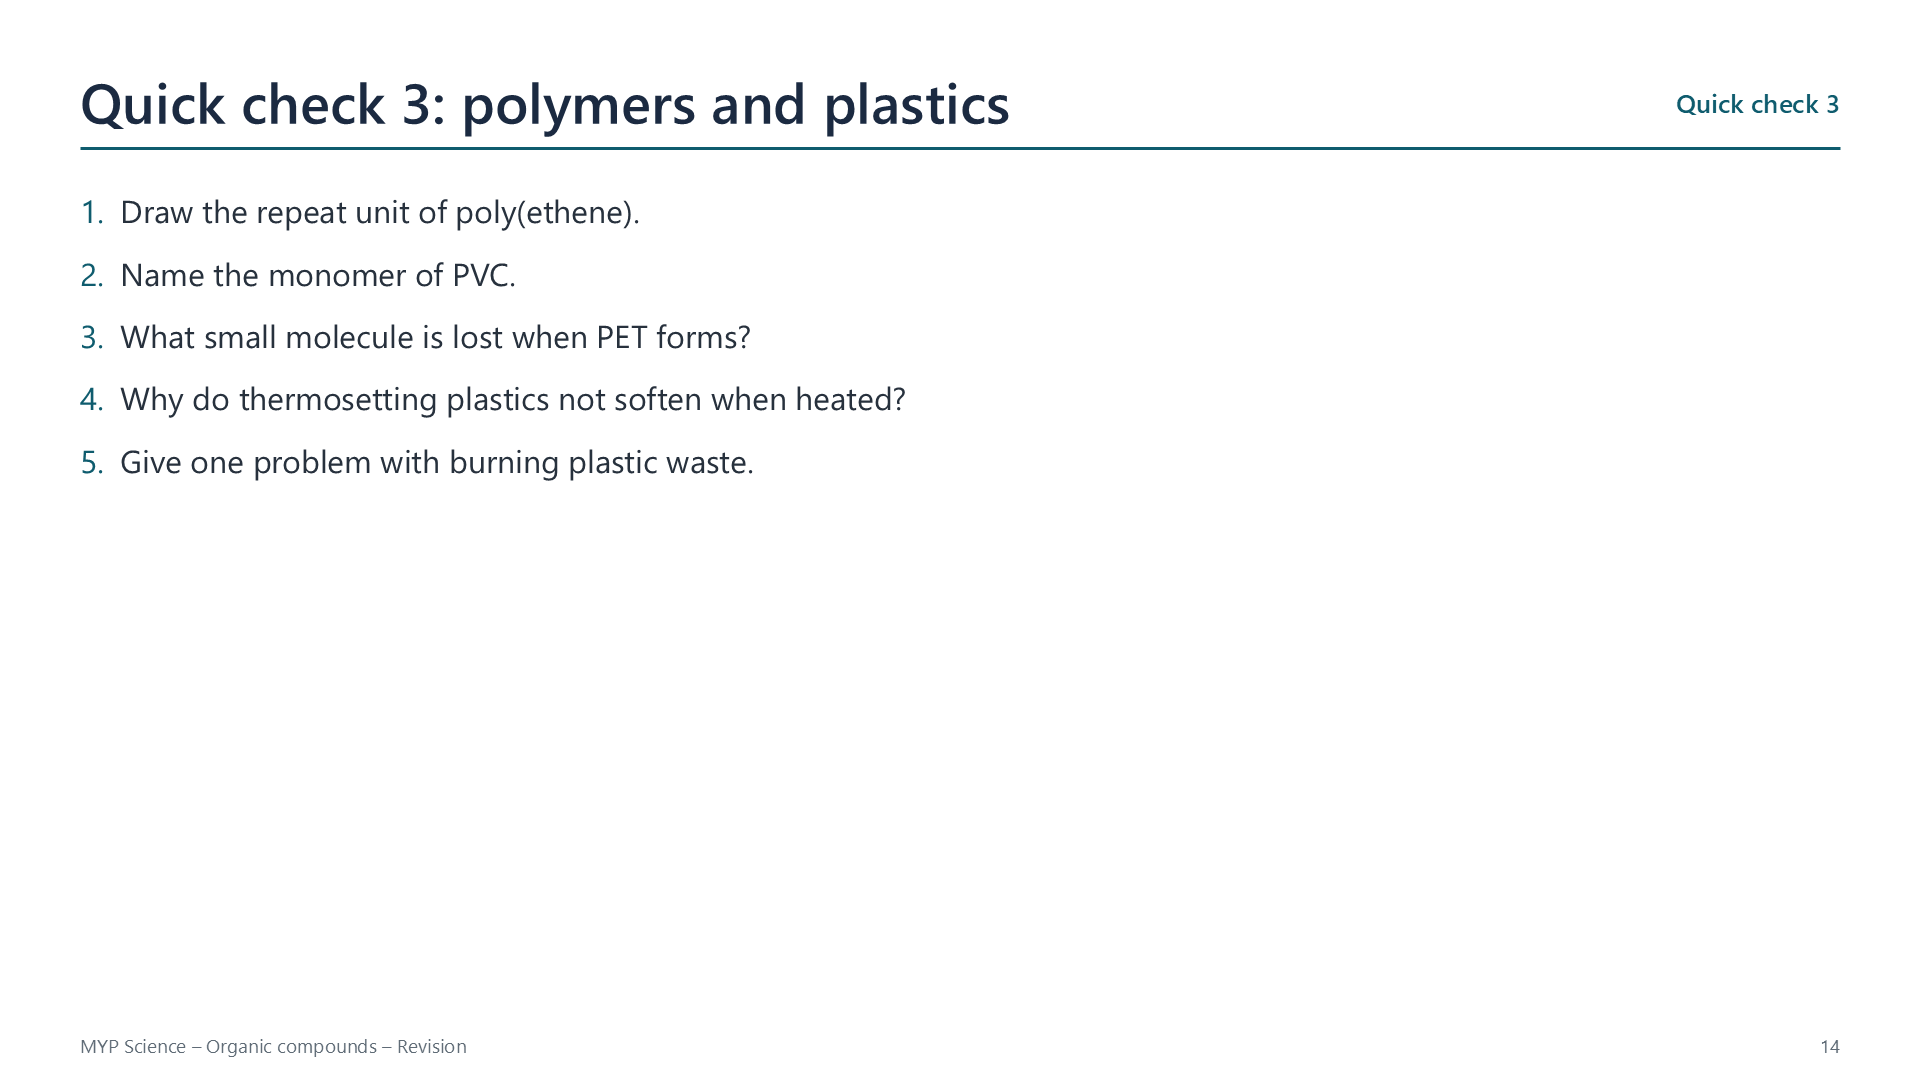 Quick check 3: polymers and plastics
Quick check 3
1. Draw the repeat unit of poly(ethene).
2. Name the monomer of PVC.
3. What small molecule is lost when PET forms?
4. Why do thermosetting plastics not soften when heated?
5. Give one problem with burning plastic waste.
MYP Science – Organic compounds – Revision
14